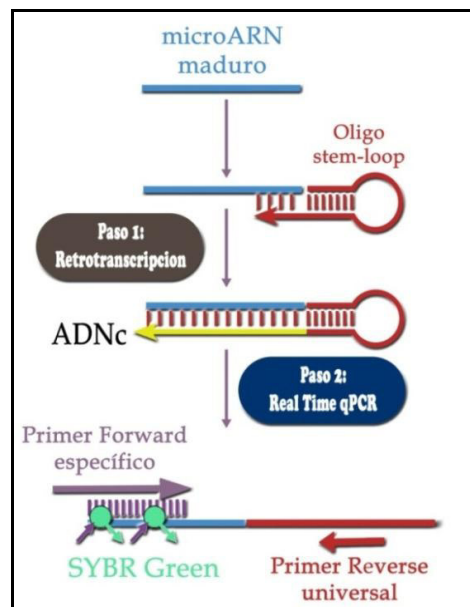 microARN
maduro
Oligo
stem-loop
Paso 1:
Retrotranscripcion
ADNc
Paso 2:
Real Time qPCR
Primer Forward
específico
SYBR Green
Primer Reverse
universal